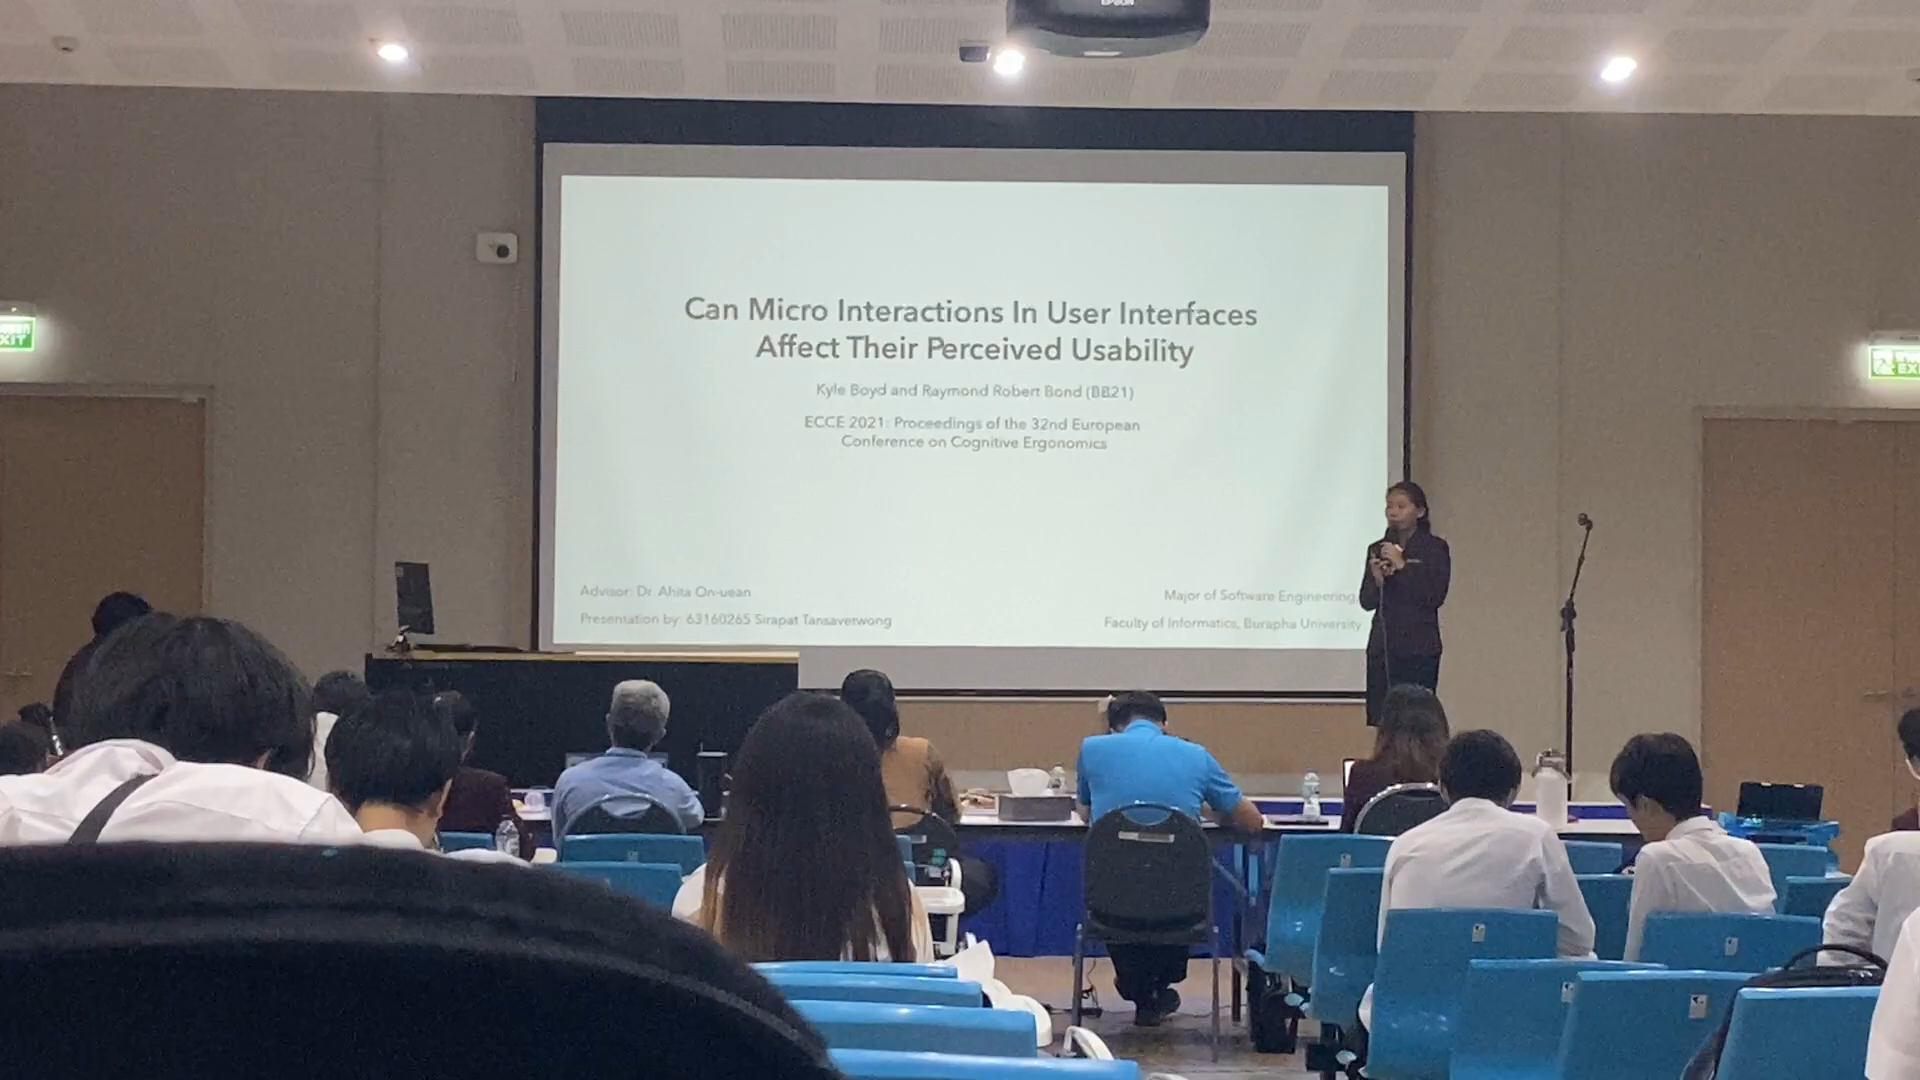 EPSON
Can Micro Interactions In User Interfaces
Affect Their Perceived Usability
Kyle Boyd and Raymond Robert Bond (BB21)
ECCE 2021: Proceedings of the 32nd European
Conference on Cognitive Ergonomics
Advisor: Dr. Ahita On-uean
Major of Software Engineering,
Presentation by: 63160265 Sirapat Tansaverwong
Faculty of Informatics, Burapha University